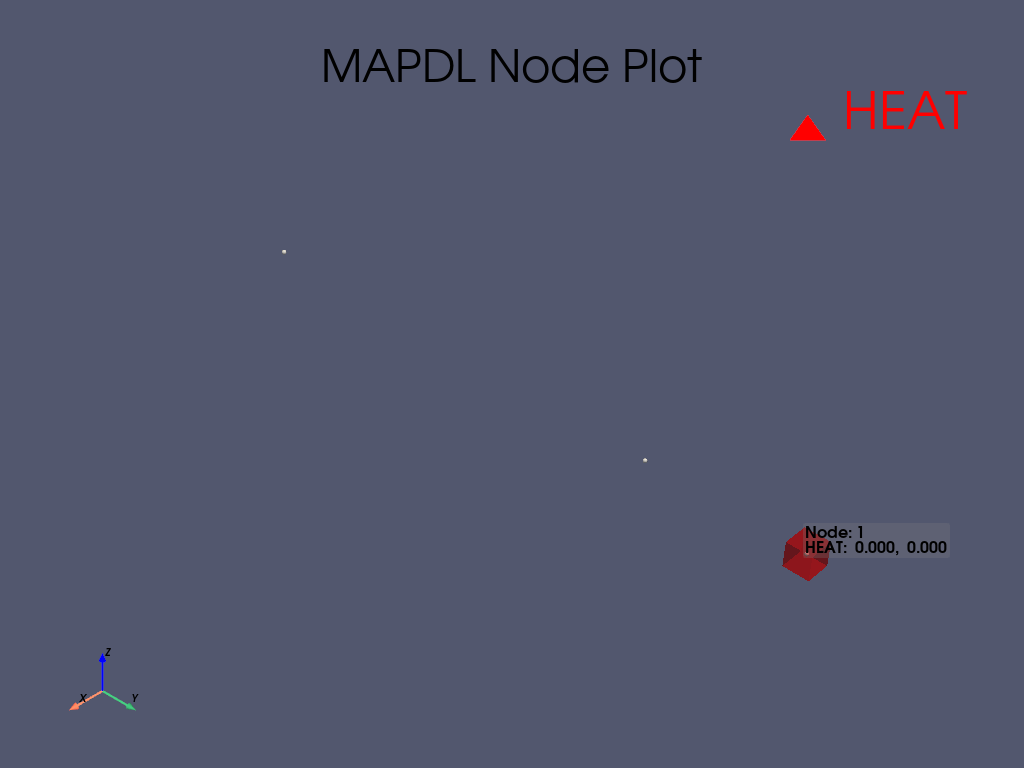 MAPDL Node Plot
HEAT
Node: 1
HEAT: 0.000, 0.000
Z
X
Y